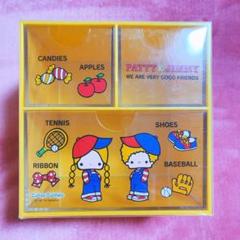 CANDIES
APPLES
PATTY & JIMMY
WE ARE VERY GOOD FRIENDS
TENNIS
SHOES
RIBBON
BASEBALL